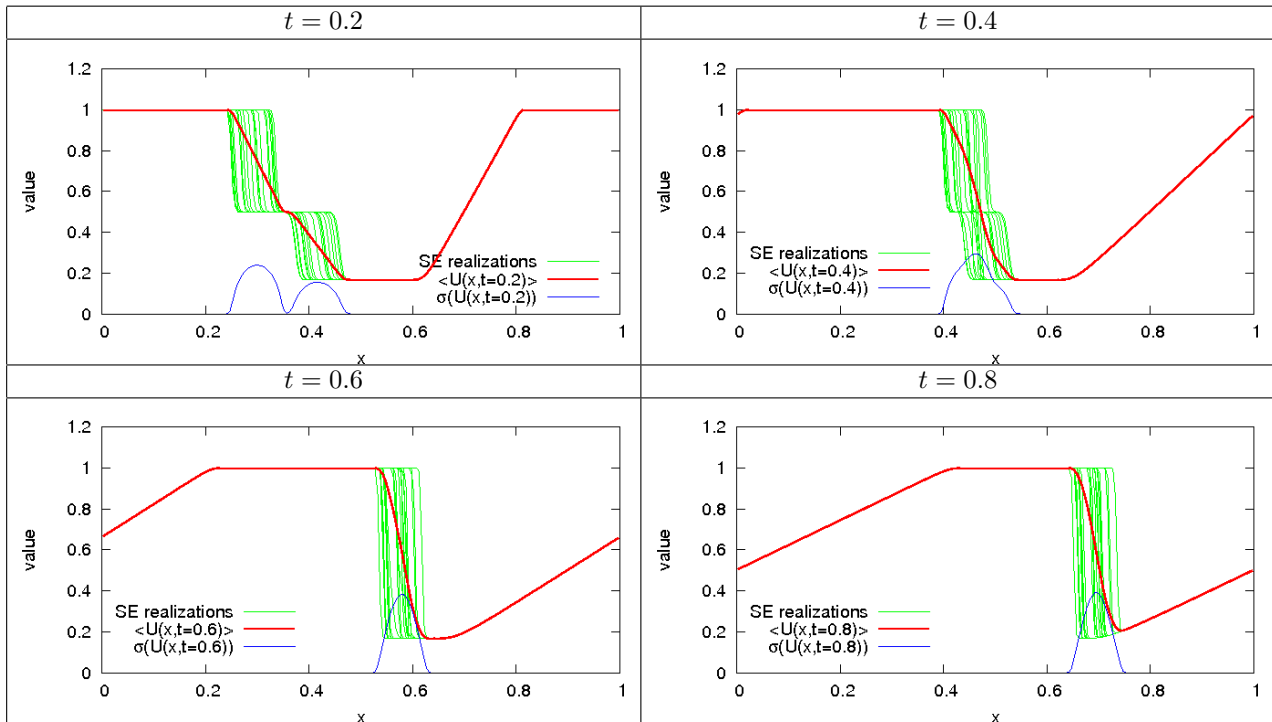 t = 0.2
t = 0.4
1.2
1
0.8
0.6
0.4
0.2
0
value
SE realizations
<U(x,t=0.2)>
σ(U(x,t=0.2))
0 0.2 0.4 0.6 0.8 1
x
1.2
1
0.8
0.6
0.4
0.2
0
value
SE realizations
<U(x,t=0.4)>
σ(U(x,t=0.4))
0 0.2 0.4 0.6 0.8 1
x
t = 0.6
t = 0.8
1.2
1
0.8
0.6
0.4
0.2
0
value
SE realizations
<U(x,t=0.6)>
σ(U(x,t=0.6))
0 0.2 0.4 0.6 0.8 1
x
1.2
1
0.8
0.6
0.4
0.2
0
value
SE realizations
<U(x,t=0.8)>
σ(U(x,t=0.8))
0 0.2 0.4 0.6 0.8 1
x